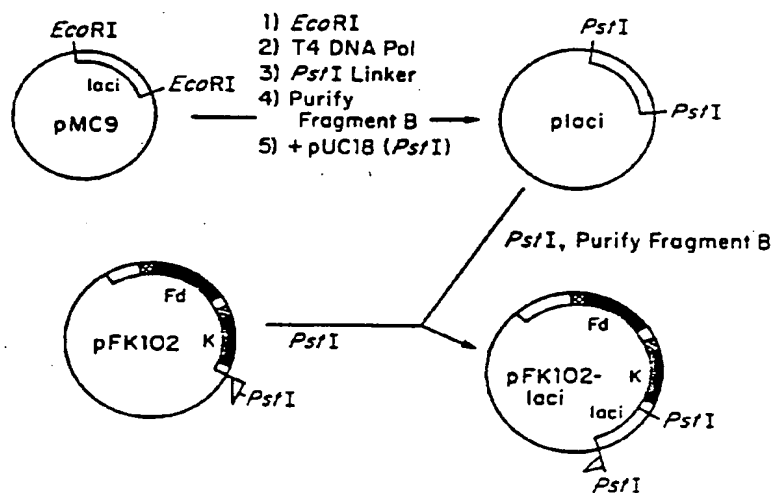 EcoRI
laci
EcoRI
pMC9
1) EcoRI
2) T4 DNA Pol
3) PstI Linker
4) Purify
Fragment B
5) +pUC18 (PstI)
PstI
placi
PstI
PstI, Purify Fragment B
Fd
pFK102
K
PstI
PstI
Fd
pFK102-
laci
K
laci
PstI
PstI